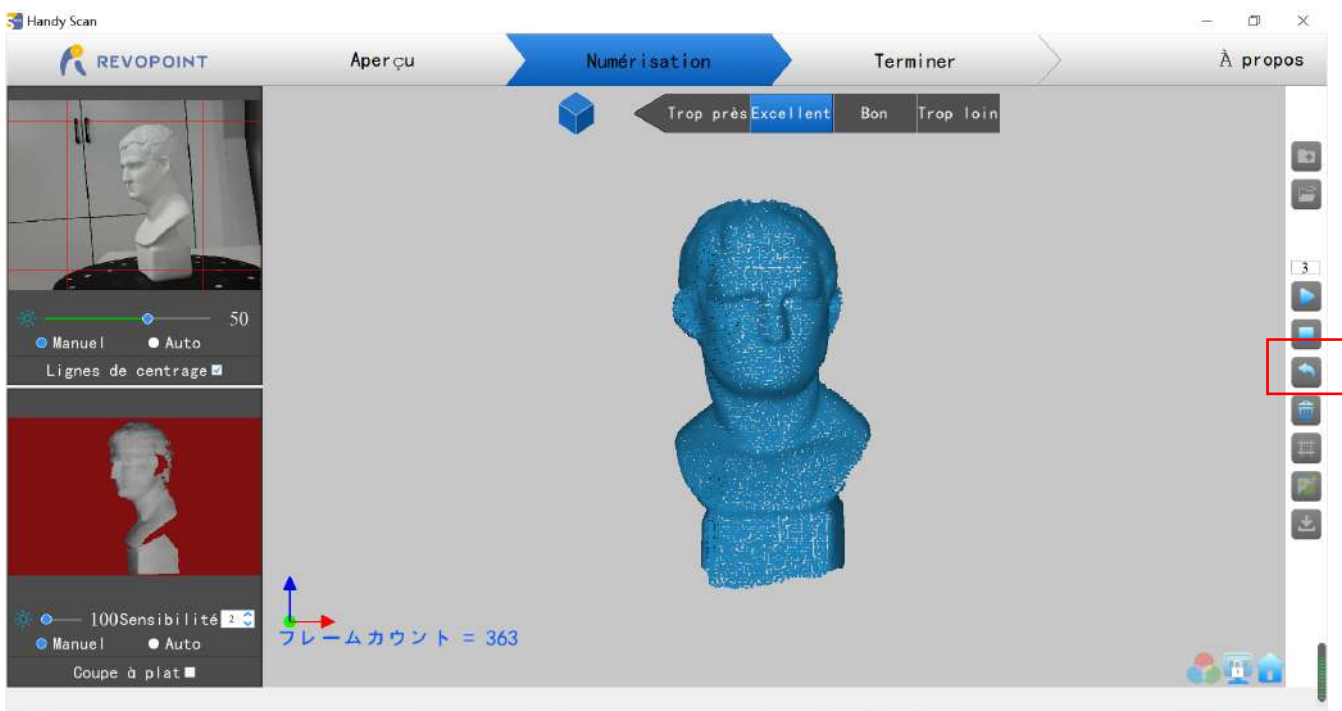 Handy Scan
REVOPOINT
Aperçu
Numérisation
Terminer
À propos
Trop près Excellent Bon Trop loin
50
Manuel Auto
Lignes de centrage
100 Sensibilité 2
Manuel Auto
Coupe à plat
フレームカウント = 363
3